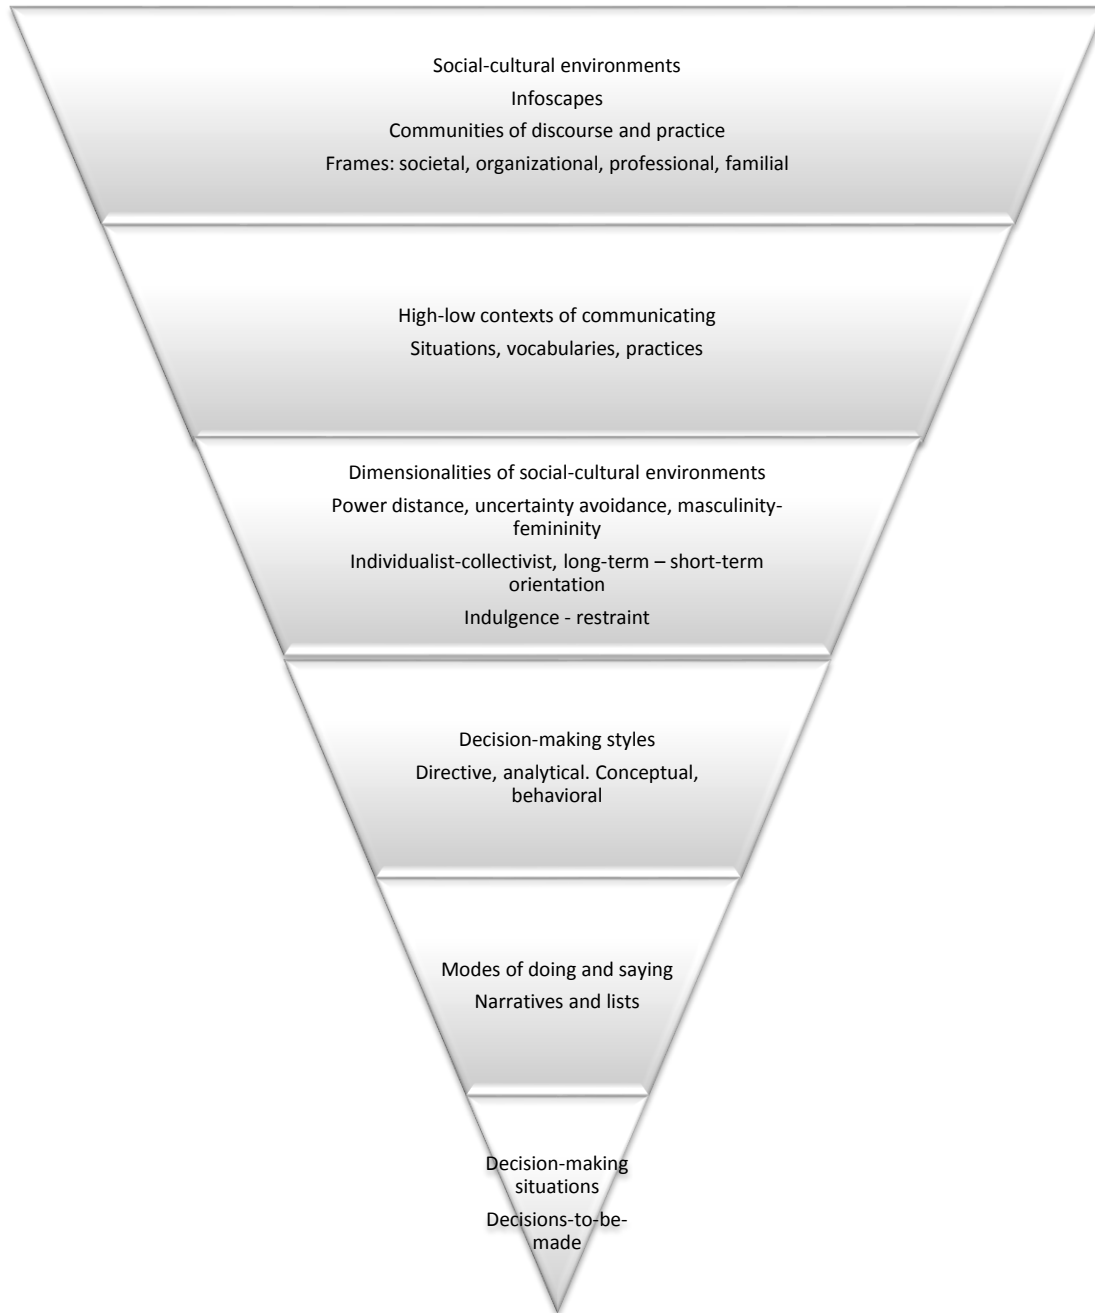 Social-cultural environments
Infoscapes
Communities of discourse and practice
Frames: societal, organizational, professional, familial
High-low contexts of communicating
Situations, vocabularies, practices
Dimensionalities of social-cultural environments
Power distance, uncertainty avoidance, masculinity-
femininity
Individualist-collectivist, long-term – short-term
orientation
Indulgence - restraint
Decision-making styles
Directive, analytical. Conceptual,
behavioral
Modes of doing and saying
Narratives and lists
Decision-making
situations
Decisions-to-be-
made